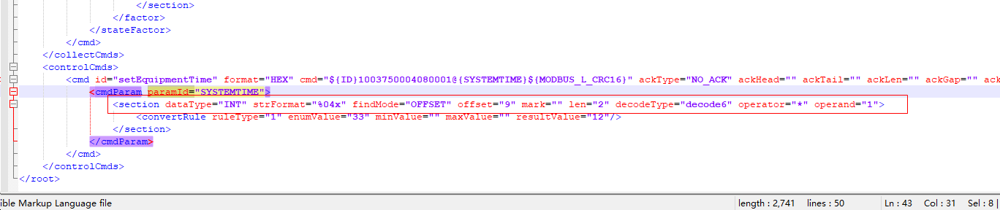 </section>
</factor>
</stateFactor>
</cmd>
</collectCmds>
<controlCmds>
<cmd id="setEquipmentTime" format="HEX" cmd="${ID}1003750004080001@{SYSTEMTIME}${MODBUS_L_CRC16}" ackType="NO_ACK" ackHead="" ackTail="" ackLen="" ackGap="" ack
<cmdParam paramId="SYSTEMTIME">
<section dataType="INT" strFormat="%04x" findMode="OFFSET" offset="9" mark="" len="2" decodeType="decode6" operator="*" operand="1">
<convertRule ruleType="1" enumValue="33" minValue="" maxValue="" resultValue="12"/>
</section>
</cmdParam>
</cmd>
</controlCmds>
</root>
ible Markup Language file length : 2,741 lines : 50 Ln : 43 Col : 31 Sel : 8 |